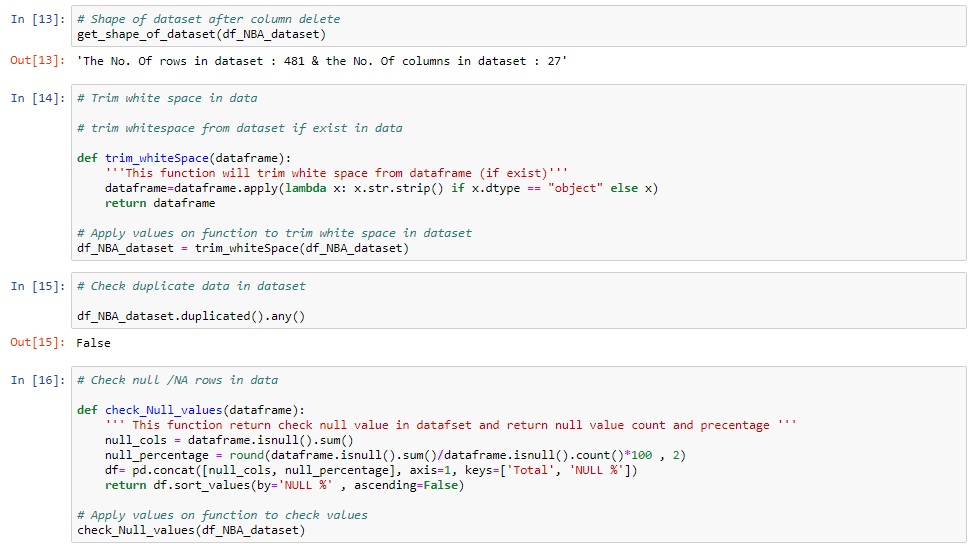 In [13]: # Shape of dataset after column delete
get_shape_of_dataset(df_NBA_dataset)
Out[13]: 'The No. Of rows in dataset : 481 & the No. Of columns in dataset : 27'
In [14]: # Trim white space in data
# trim whitespace from dataset if exist in data
def trim_whiteSpace(dataframe):
'''This function will trim white space from dataframe (if exist)'''
dataframe=dataframe.apply(lambda x: x.str.strip() if x.dtype == "object" else x)
return dataframe
# Apply values on function to trim white space in dataset
df_NBA_dataset = trim_whiteSpace(df_NBA_dataset)
In [15]: # Check duplicate data in dataset
df_NBA_dataset.duplicated().any()
Out[15]: False
In [16]: # Check null /NA rows in data
def check_Null_values(dataframe):
''' This function return check null value in datafset and return null value count and precentage '''
null_cols = dataframe.isnull().sum()
null_percentage = round(dataframe.isnull().sum()/dataframe.isnull().count()*100 , 2)
df= pd.concat([null_cols, null_percentage], axis=1, keys=['Total', 'NULL %'])
return df.sort_values(by='NULL %' , ascending=False)
# Apply values on function to check values
check_Null_values(df_NBA_dataset)